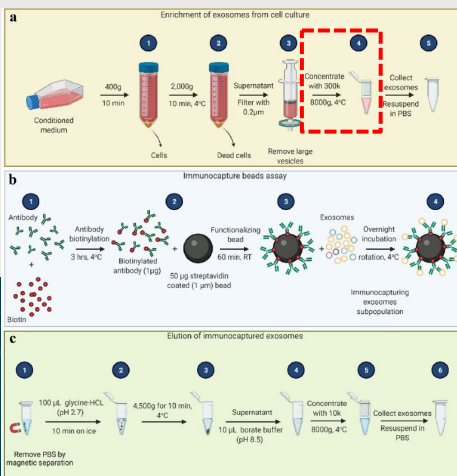 Enrichment of exosomes from cell culture
a
1
2
3
4
5
400g
10 min
2,000g
10 min, 4ºC
Supernatant
Filter with
0.2µm
Concentrate
with 300k
8000g, 4ºC
Collect
exosomes
Resuspend
in PBS
Conditioned
medium
Cells
Dead cells
Remove large
vesicles
Immunocapture beads assay
b
1
2
3
4
Antibody
+
Biotin
Antibody
biotinylation
3 hrs, 4ºC
Biotinylated
antibody (1µg)
+
50 µg streptavidin
coated (1 µm) bead
Functionalizing
bead
60 min, RT
+
Exosomes
Overnight
incubation
rotation, 4ºC
Immunocapturing
exosomes
subpopulation
Elution of immunocaptured exosomes
c
1
2
3
4
5
6
100 µL glycine-HCL
(pH 2.7)
10 min on ice
4,500g for 10 min,
4ºC
Supernatant
10 µL borate buffer
(pH 8.5)
Concentrate
with 10k
8000g, 4ºC
Collect exosomes
Resuspend in
PBS
Remove PBS by
magnetic separation